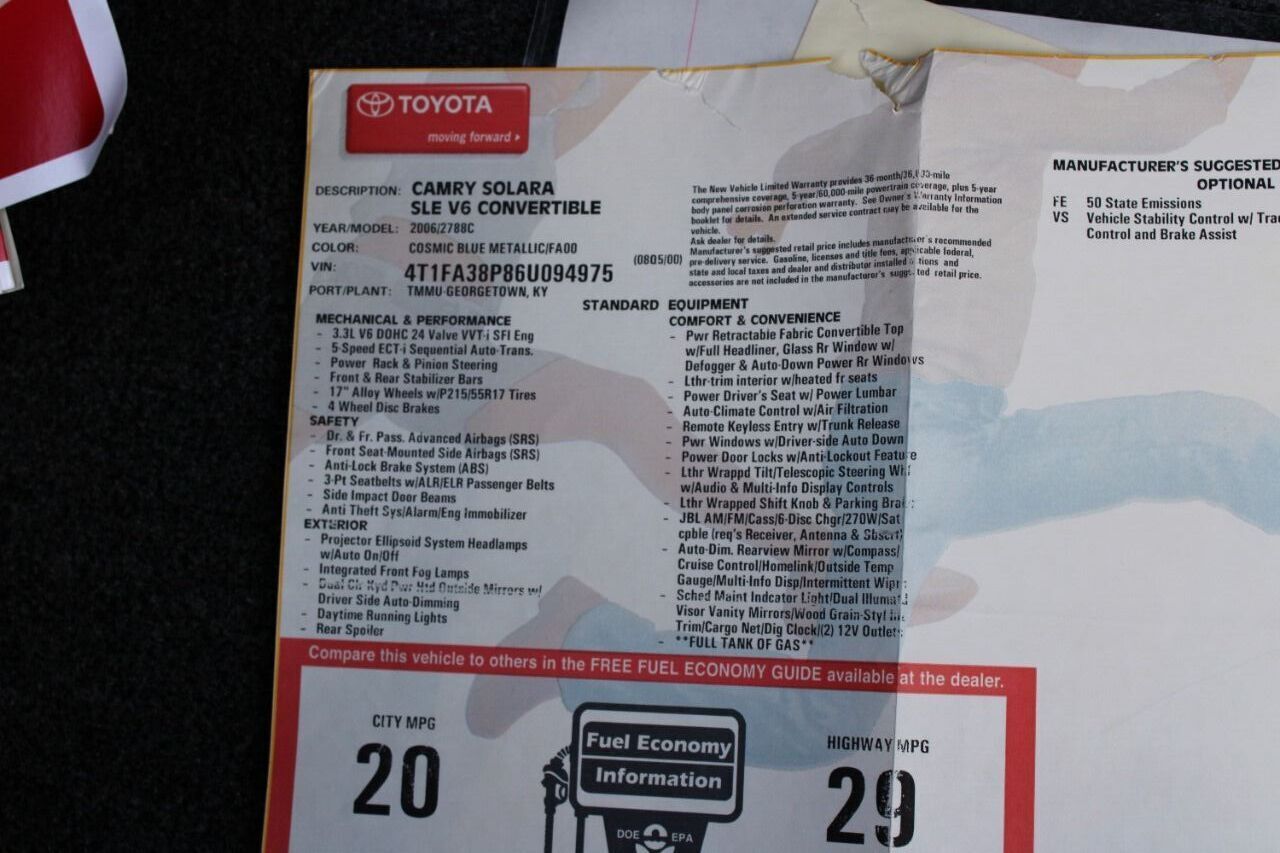 TOYOTA
moving forward ▸
DESCRIPTION: CAMRY SOLARA
SLE V6 CONVERTIBLE
YEAR/MODEL: 2006/2788C
COLOR: COSMIC BLUE METALLIC/FA00
VIN: 4T1FA38P86U094975
PORT/PLANT: TMMU-GEORGETOWN, KY
(0805/00)
The New Vehicle Limited Warranty provides 36-month/36,000-mile
comprehensive coverage, 5-year/60,000-mile powertrain coverage, plus 5-year
body panel corrosion perforation warranty. See Owner's Warranty Information
booklet for details. An extended service contract may be available for the
vehicle.
Ask dealer for details.
Manufacturer's suggested retail price includes manufacturer's recommended
pre-delivery service. Gasoline, licenses and title fees, applicable federal,
state and local taxes and dealer and distributor installed options and
accessories are not included in the manufacturer's suggested retail price.
MANUFACTURER'S SUGGESTED
OPTIONAL
FE 50 State Emissions
VS Vehicle Stability Control w/ Trac
Control and Brake Assist
STANDARD EQUIPMENT
MECHANICAL & PERFORMANCE
- 3.3L V6 DOHC 24 Valve VVT-i SFI Eng
- 5-Speed ECT-i Sequential Auto-Trans.
- Power Rack & Pinion Steering
- Front & Rear Stabilizer Bars
- 17" Alloy Wheels w/P215/55R17 Tires
- 4 Wheel Disc Brakes
SAFETY
- Dr. & Fr. Pass. Advanced Airbags (SRS)
- Front Seat-Mounted Side Airbags (SRS)
- Anti-Lock Brake System (ABS)
- 3-Pt Seatbelts w/ALR/ELR Passenger Belts
- Side Impact Door Beams
- Anti Theft Sys/Alarm/Eng Immobilizer
EXTERIOR
- Projector Ellipsoid System Headlamps
w/Auto On/Off
- Integrated Front Fog Lamps
- Dual Clr Kyd Pwr Htd Outside Mirrors w/
Driver Side Auto-Dimming
- Daytime Running Lights
- Rear Spoiler
COMFORT & CONVENIENCE
- Pwr Retractable Fabric Convertible Top
w/Full Headliner, Glass Rr Window w/
Defogger & Auto-Down Power Rr Windows
- Lthr-trim interior w/heated fr seats
- Power Driver's Seat w/ Power Lumbar
- Auto-Climate Control w/Air Filtration
- Remote Keyless Entry w/Trunk Release
- Pwr Windows w/Driver-side Auto Down
- Power Door Locks w/Anti-Lockout Feature
- Lthr Wrappd Tilt/Telescopic Steering Whl
w/Audio & Multi-Info Display Controls
- Lthr Wrapped Shift Knob & Parking Brake
- JBL AM/FM/Cass/6-Disc Chgr/270W/Sat
cpble (req's Receiver, Antenna & Sbscrt)
- Auto-Dim. Rearview Mirror w/Compass/
Cruise Control/Homelink/Outside Temp
Gauge/Multi-Info Disp/Intermittent Wipr
- Sched Maint Indcator Light/Dual Illumat
Visor Vanity Mirrors/Wood Grain-Styl Int
Trim/Cargo Net/Dig Clock/(2) 12V Outlets
- **FULL TANK OF GAS**
Compare this vehicle to others in the FREE FUEL ECONOMY GUIDE available at the dealer.
CITY MPG
20
Fuel Economy
Information
DOE EPA
HIGHWAY MPG
29